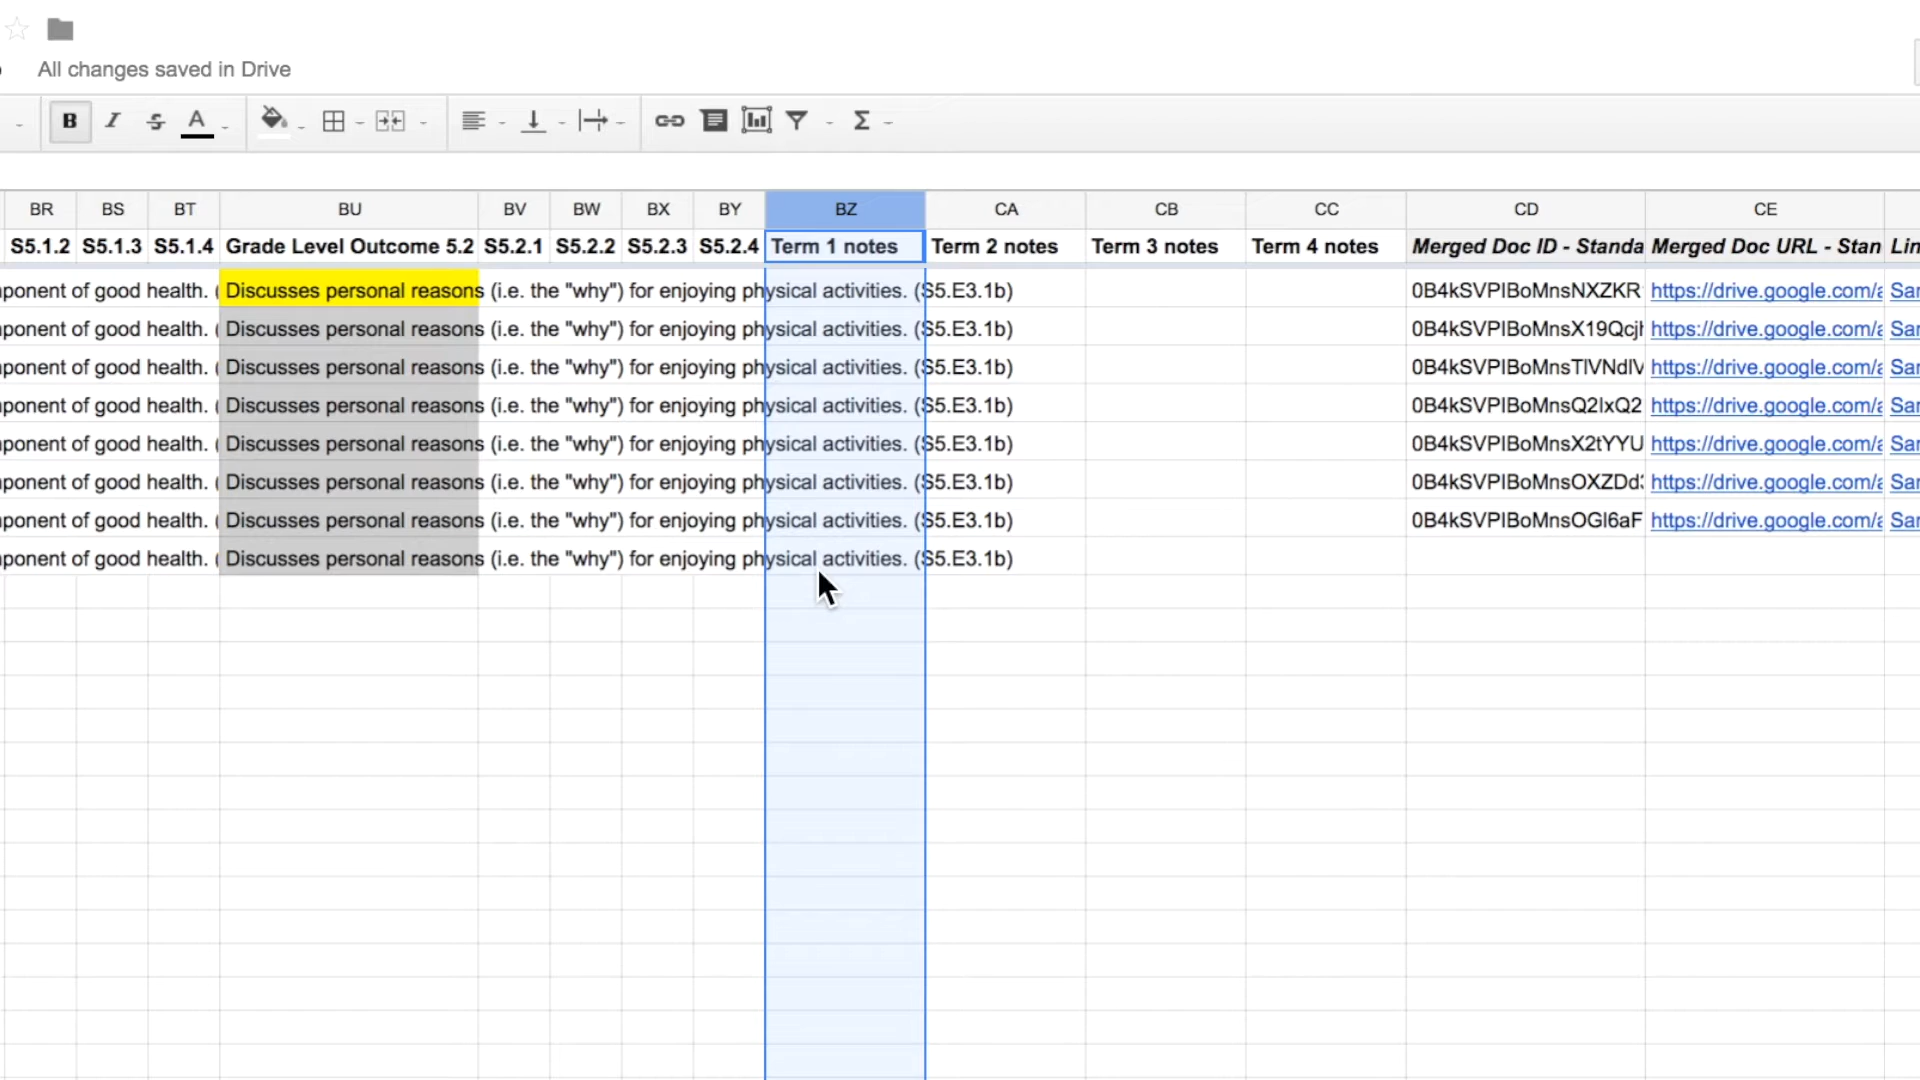 All changes saved in Drive
B I S A Σ
BR BS BT BU BV BW BX BY BZ CA CB CC CD CE
S5.1.2 S5.1.3 S5.1.4 Grade Level Outcome 5.2 S5.2.1 S5.2.2 S5.2.3 S5.2.4 Term 1 notes Term 2 notes Term 3 notes Term 4 notes Merged Doc ID - Standa Merged Doc URL - Stan Lin
ponent of good health. ( Discusses personal reasons (i.e. the "why") for enjoying physical activities. (S5.E3.1b) 0B4kSVPIBoMnsNXZKR https://drive.google.com/a Sar
ponent of good health. ( Discusses personal reasons (i.e. the "why") for enjoying physical activities. (S5.E3.1b) 0B4kSVPIBoMnsX19Qcj https://drive.google.com/a Sar
ponent of good health. ( Discusses personal reasons (i.e. the "why") for enjoying physical activities. (S5.E3.1b) 0B4kSVPIBoMnsTlVNdlV https://drive.google.com/a Sar
ponent of good health. ( Discusses personal reasons (i.e. the "why") for enjoying physical activities. (S5.E3.1b) 0B4kSVPIBoMnsQ2lxQ2 https://drive.google.com/a Sar
ponent of good health. ( Discusses personal reasons (i.e. the "why") for enjoying physical activities. (S5.E3.1b) 0B4kSVPIBoMnsX2tYYU https://drive.google.com/a Sar
ponent of good health. ( Discusses personal reasons (i.e. the "why") for enjoying physical activities. (S5.E3.1b) 0B4kSVPIBoMnsOXZDd https://drive.google.com/a Sar
ponent of good health. ( Discusses personal reasons (i.e. the "why") for enjoying physical activities. (S5.E3.1b) 0B4kSVPIBoMnsOGl6aF https://drive.google.com/a Sar
ponent of good health. ( Discusses personal reasons (i.e. the "why") for enjoying physical activities. (S5.E3.1b)